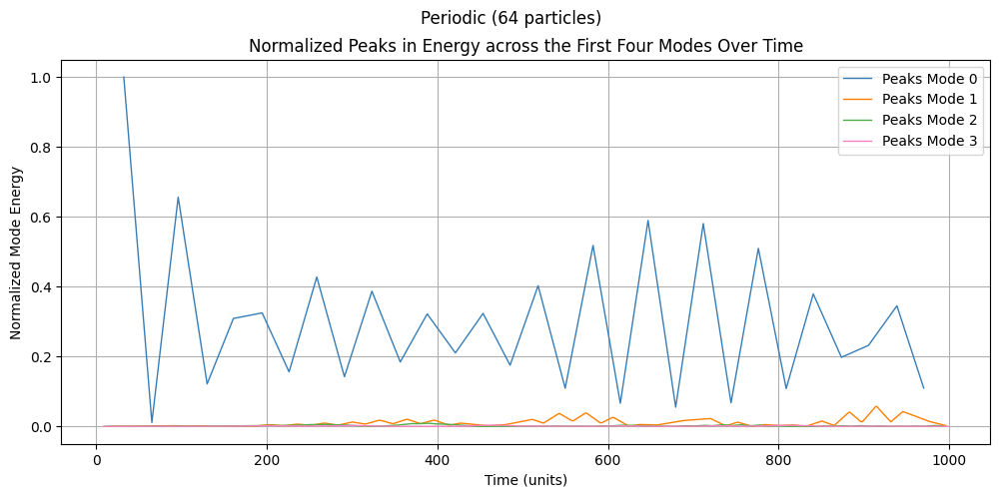 Periodic (64 particles)
Normalized Peaks in Energy across the First Four Modes Over Time
Peaks Mode 0
Peaks Mode 1
Peaks Mode 2
Peaks Mode 3
Normalized Mode Energy
1.0
0.8
0.6
0.4
0.2
0.0
0 200 400 600 800 1000
Time (units)